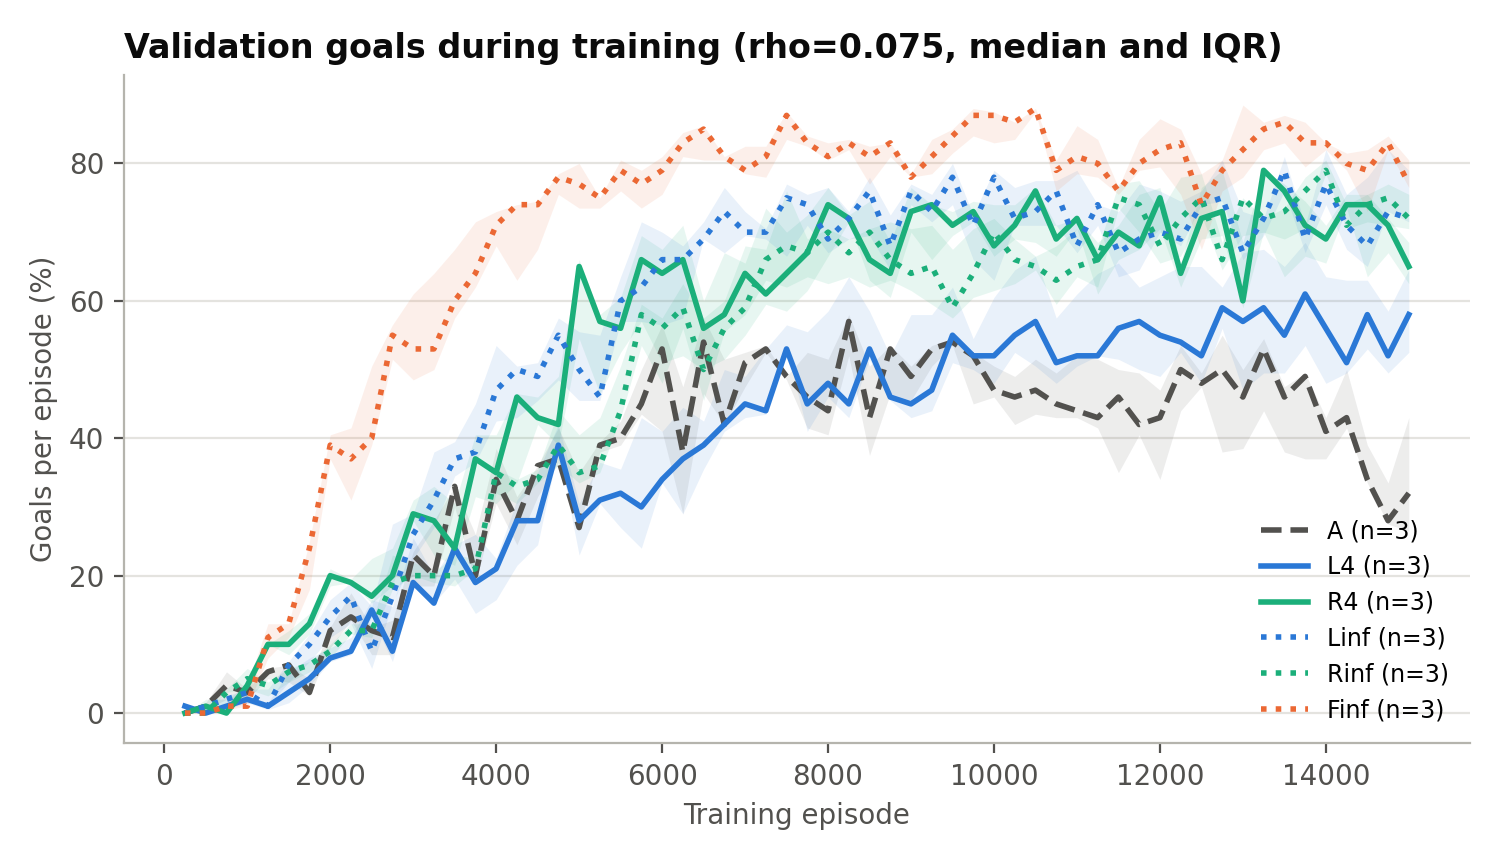 Validation goals during training (rho=0.075, median and IQR)
Goals per episode (%)
80
60
40
20
0
0 2000 4000 6000 8000 10000 12000 14000
Training episode
A (n=3)
L4 (n=3)
R4 (n=3)
Linf (n=3)
Rinf (n=3)
Finf (n=3)